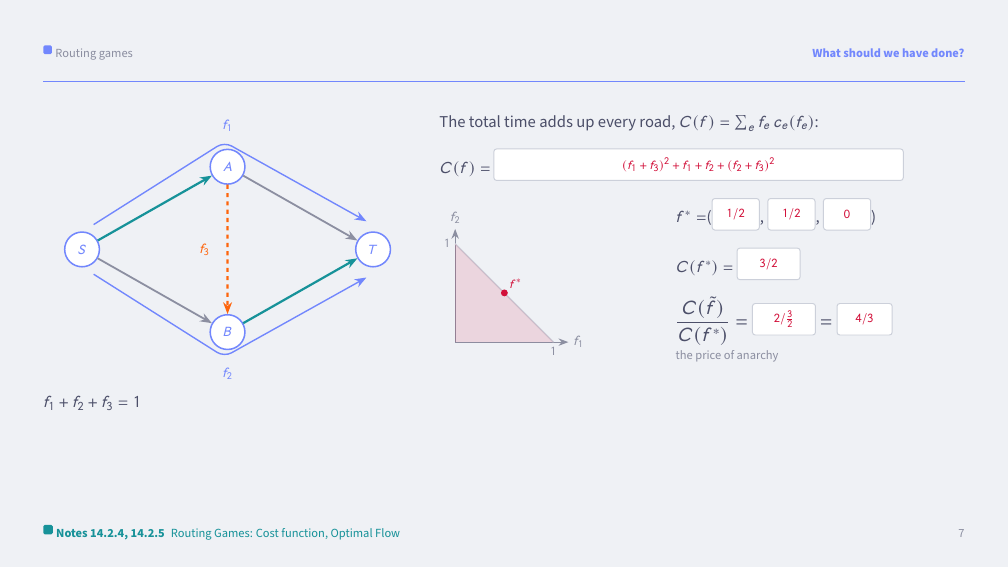 Routing games
What should we have done?
f₁
A
S
f₃
T
B
f₂
f₁ + f₂ + f₃ = 1
The total time adds up every road, C(f) = ∑ₑ fₑ cₑ(fₑ):
C(f) = (f₁ + f₃)² + f₁ + f₂ + (f₂ + f₃)²
f₂
1
f*
1
f₁
f* =( 1/2 , 1/2 , 0 )
C(f*) = 3/2
C(f̃)/C(f*) = 2/(3/2) = 4/3
the price of anarchy
Notes 14.2.4, 14.2.5 Routing Games: Cost function, Optimal Flow
7